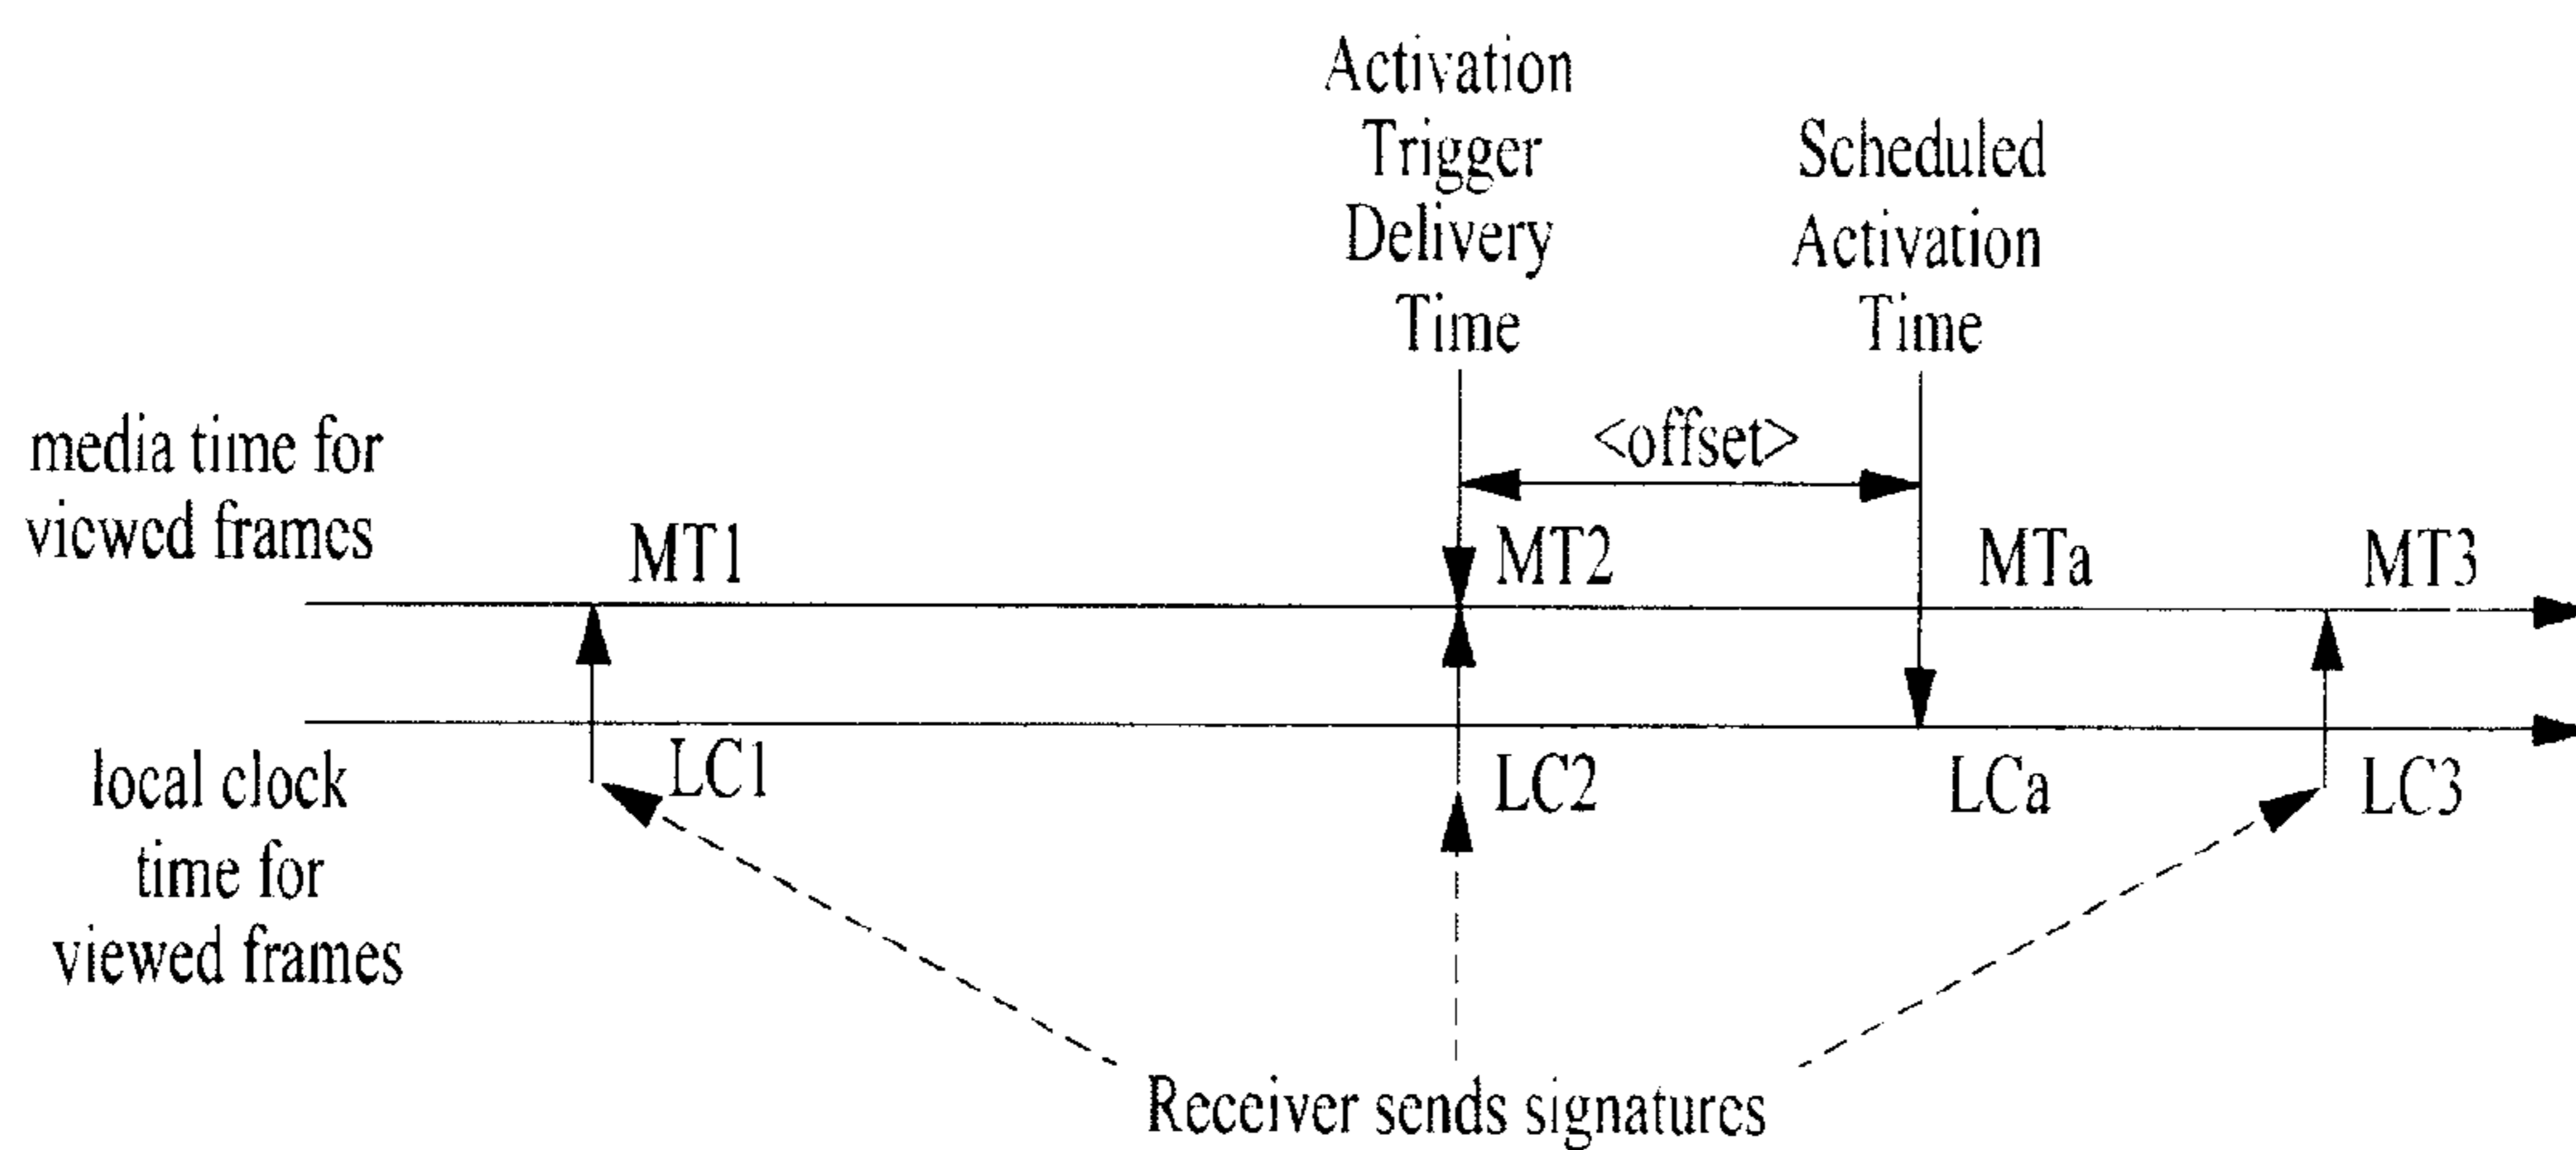 Activation
Trigger
Delivery
Time
Scheduled
Activation
Time
<offset>
media time for
viewed frames
MT1
MT2
MTa
MT3
LC1
LC2
LCa
LC3
local clock
time for
viewed frames
Receiver sends signatures